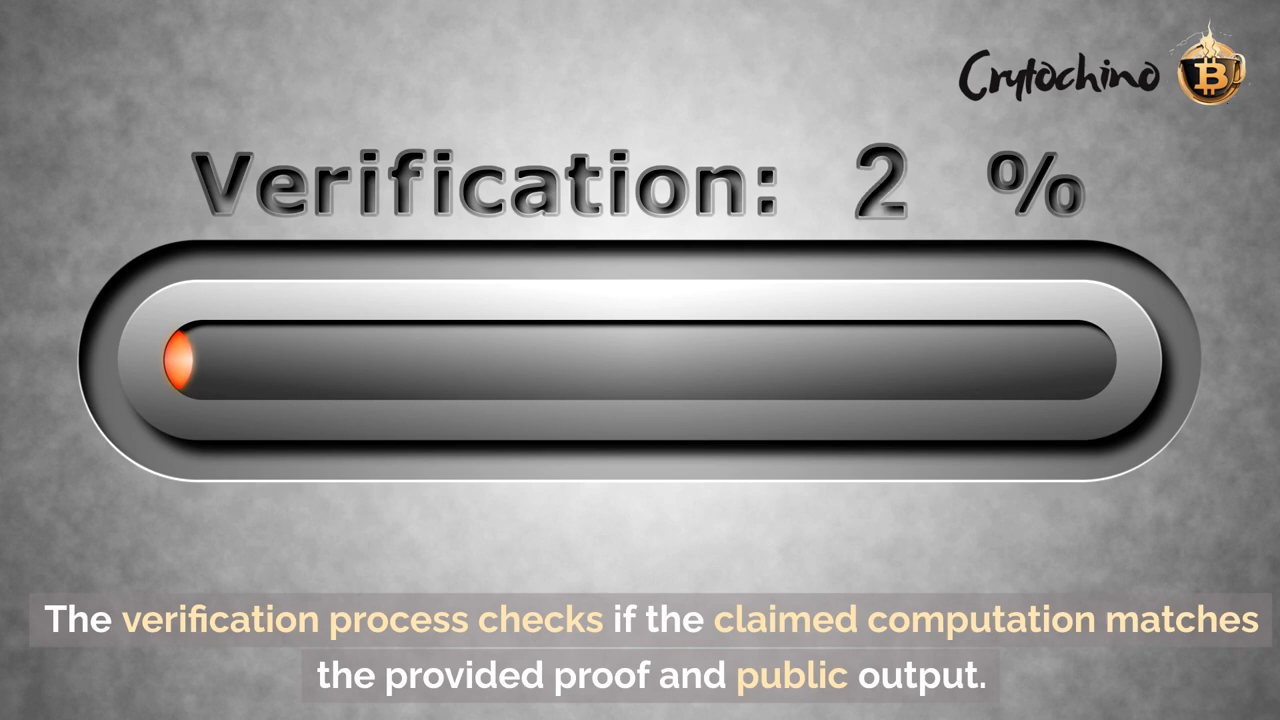 Crytochino
B
Verification: 2 %
The verification process checks if the claimed computation matches
the provided proof and public output.